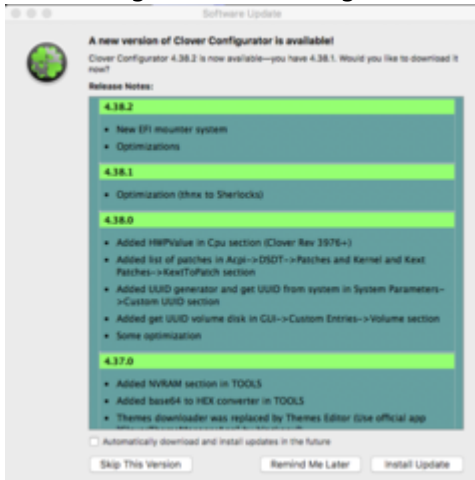 Software Update
A new version of Clover Configurator is available!
Clover Configurator 4.38.2 is now available—you have 4.38.1. Would you like to download it
now?
Release Notes:
4.38.2
• New EFI mounter system
• Optimizations
4.38.1
• Optimization (thnx to Sherlocks)
4.38.0
• Added HWPValue in Cpu section (Clover Rev 3976+)
• Added list of patches in Acpi->DSDT->Patches and Kernel and Kext
Patches->KextToPatch section
• Added UUID generator and get UUID from system in System Parameters-
>Custom UUID section
• Added get UUID volume disk in GUI->Custom Entries->Volume section
• Some optimization
4.37.0
• Added NVRAM section in TOOLS
• Added base64 to HEX converter in TOOLS
• Themes downloader was replaced by Themes Editor (Use official app
Automatically download and install updates in the future
Skip This Version
Remind Me Later
Install Update